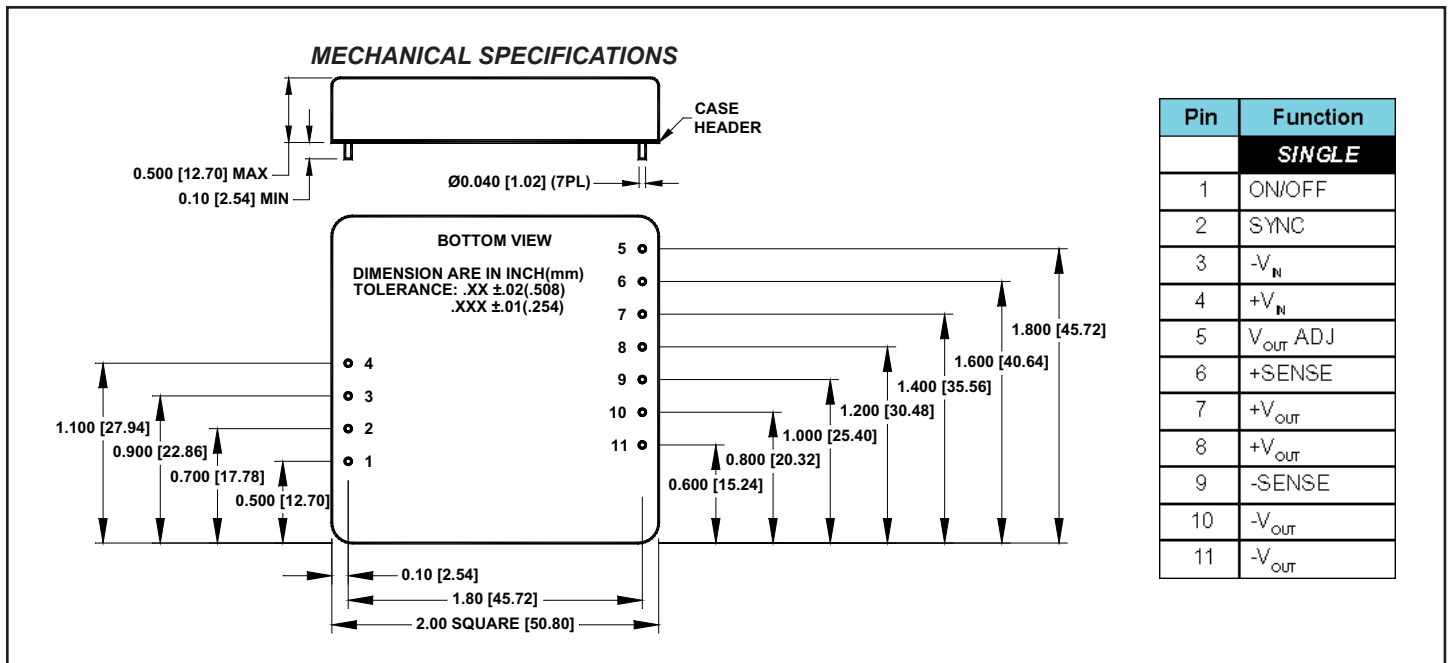 MECHANICAL SPECIFICATIONS
CASE
HEADER
0.500 [12.70] MAX
0.10 [2.54] MIN
Ø0.040 [1.02] (7PL)
BOTTOM VIEW
DIMENSION ARE IN INCH(mm)
TOLERANCE: .XX ±.02(.508)
.XXX ±.01(.254)
5
6
7
8
9
10
11
4
3
2
1
1.100 [27.94]
0.900 [22.86]
0.700 [17.78]
0.500 [12.70]
1.800 [45.72]
1.600 [40.64]
1.400 [35.56]
1.200 [30.48]
1.000 [25.40]
0.800 [20.32]
0.600 [15.24]
0.10 [2.54]
1.80 [45.72]
2.00 SQUARE [50.80]
Pin Function
SINGLE
1 ON/OFF
2 SYNC
3 -VIN
4 +VIN
5 VOUT ADJ
6 +SENSE
7 +VOUT
8 +VOUT
9 -SENSE
10 -VOUT
11 -VOUT